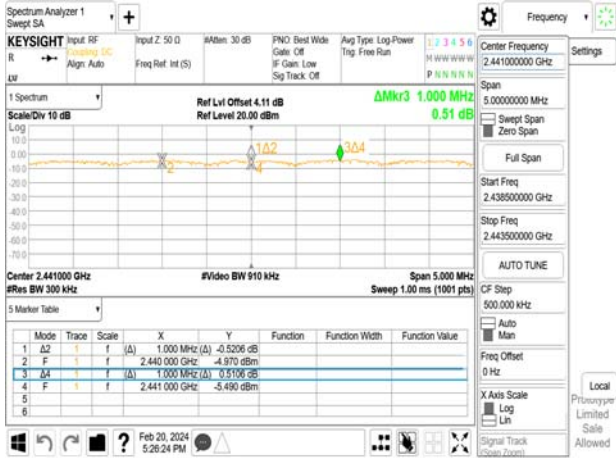 Spectrum Analyzer 1
Swept SA
Frequency
Settings
KEYSIGHT
R
Input: RF
Coupling: DC
Align: Auto
Input Z: 50 Ω
Freq Ref: Int (S)
#Atten: 30 dB
PNO: Best Wide
Gate: Off
IF Gain: Low
Sig Track: Off
Avg Type: Log-Power
Trig: Free Run
1 2 3 4 5 6
M W W W W W
P N N N N N
1 Spectrum
Scale/Div 10 dB
Log
Ref Lvl Offset 4.11 dB
Ref Level 20.00 dBm
ΔMkr3 1.000 MHz
0.51 dB
10.0
0.00
-10.0
-20.0
-30.0
-40.0
-50.0
-60.0
-70.0
2
1Δ2
4
3Δ4
Center 2.441000 GHz
#Video BW 910 kHz
Span 5.000 MHz
#Res BW 300 kHz
Sweep 1.00 ms (1001 pts)
5 Marker Table
Mode Trace Scale X Y Function Function Width Function Value
1 Δ2 1 f (Δ) 1.000 MHz (Δ) -0.5206 dB
2 F 1 f 2.440 000 GHz -4.970 dBm
3 Δ4 1 f (Δ) 1.000 MHz (Δ) 0.5106 dB
4 F 1 f 2.441 000 GHz -5.490 dBm
5
6
Feb 20, 2024
5:26:24 PM
Center Frequency
2.441000000 GHz
Span
5.00000000 MHz
Swept Span
Zero Span
Full Span
Start Freq
2.438500000 GHz
Stop Freq
2.443500000 GHz
AUTO TUNE
CF Step
500.000 kHz
Auto
Man
Freq Offset
0 Hz
X Axis Scale
Log
Lin
Signal Track
(Span Zoom)
Local
Prototype
Limited
Sale
Allowed